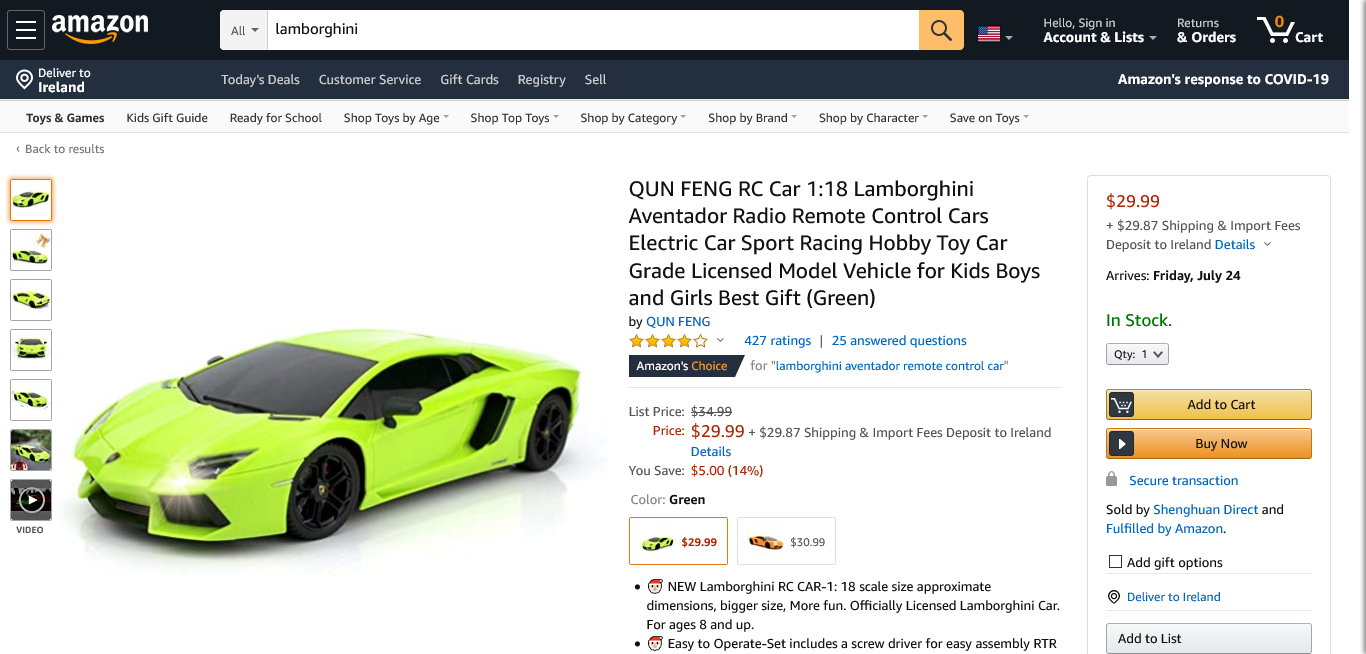 amazon
All
lamborghini
Hello, Sign in
Account & Lists
Returns
& Orders
0
Cart
Deliver to
Ireland
Today's Deals
Customer Service
Gift Cards
Registry
Sell
Amazon's response to COVID-19
Toys & Games
Kids Gift Guide
Ready for School
Shop Toys by Age
Shop Top Toys
Shop by Category
Shop by Brand
Shop by Character
Save on Toys
‹ Back to results
VIDEO
QUN FENG RC Car 1:18 Lamborghini
Aventador Radio Remote Control Cars
Electric Car Sport Racing Hobby Toy Car
Grade Licensed Model Vehicle for Kids Boys
and Girls Best Gift (Green)
by QUN FENG
427 ratings | 25 answered questions
Amazon's Choice for "lamborghini aventador remote control car"
List Price: $34.99
Price: $29.99 + $29.87 Shipping & Import Fees Deposit to Ireland
Details
You Save: $5.00 (14%)
Color: Green
$29.99
$30.99
• NEW Lamborghini RC CAR-1: 18 scale size approximate
dimensions, bigger size, More fun. Officially Licensed Lamborghini Car.
For ages 8 and up.
• Easy to Operate-Set includes a screw driver for easy assembly RTR
$29.99
+ $29.87 Shipping & Import Fees
Deposit to Ireland Details
Arrives: Friday, July 24
In Stock.
Qty: 1
Add to Cart
Buy Now
Secure transaction
Sold by Shenghuan Direct and
Fulfilled by Amazon.
Add gift options
Deliver to Ireland
Add to List